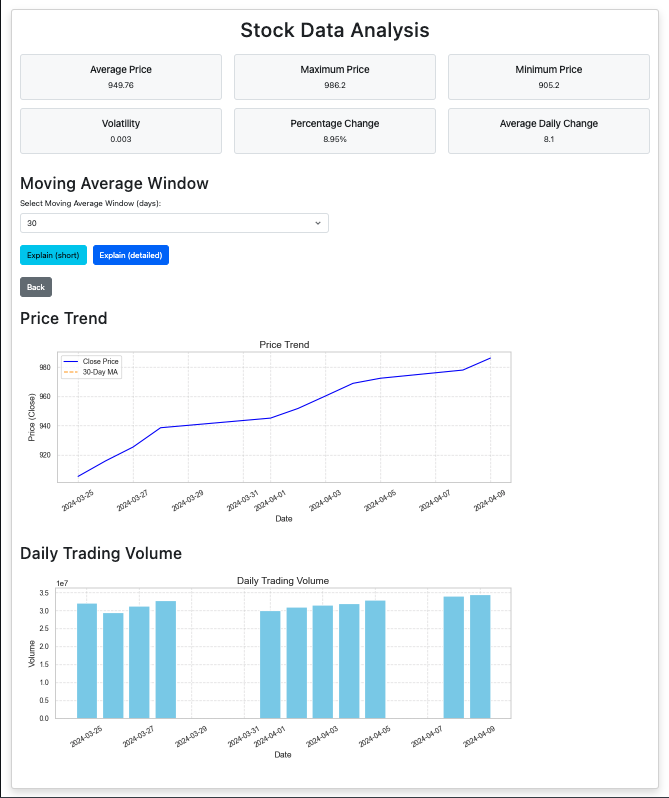 Stock Data Analysis
Average Price
949.76
Maximum Price
986.2
Minimum Price
905.2
Volatility
0.003
Percentage Change
8.95%
Average Daily Change
8.1
Moving Average Window
Select Moving Average Window (days):
30
Explain (short)
Explain (detailed)
Back
Price Trend
Price Trend
Close Price
30-Day MA
Price (Close)
980
960
940
920
2024-03-25
2024-03-27
2024-03-29
2024-03-31
2024-04-01
2024-04-03
2024-04-05
2024-04-07
2024-04-09
Date
Daily Trading Volume
Daily Trading Volume
1e7
Volume
3.5
3.0
2.5
2.0
1.5
1.0
0.5
0.0
2024-03-25
2024-03-27
2024-03-29
2024-03-31
2024-04-01
2024-04-03
2024-04-05
2024-04-07
2024-04-09
Date